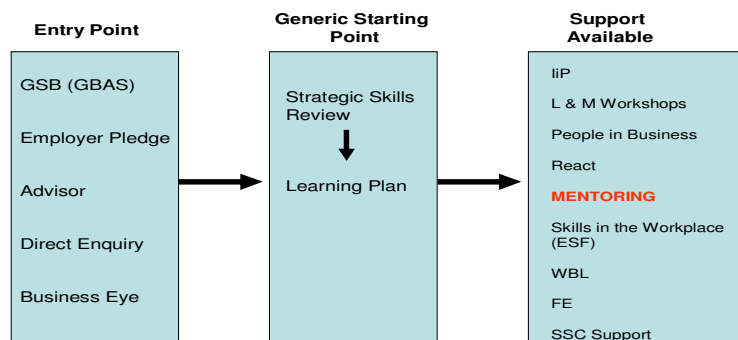 Entry Point
GSB (GBAS)
Employer Pledge
Advisor
Direct Enquiry
Business Eye
Generic Starting
Point
Strategic Skills
Review
Learning Plan
Support
Available
IiP
L & M Workshops
People in Business
React
MENTORING
Skills in the Workplace
(ESF)
WBL
FE
SSC Support